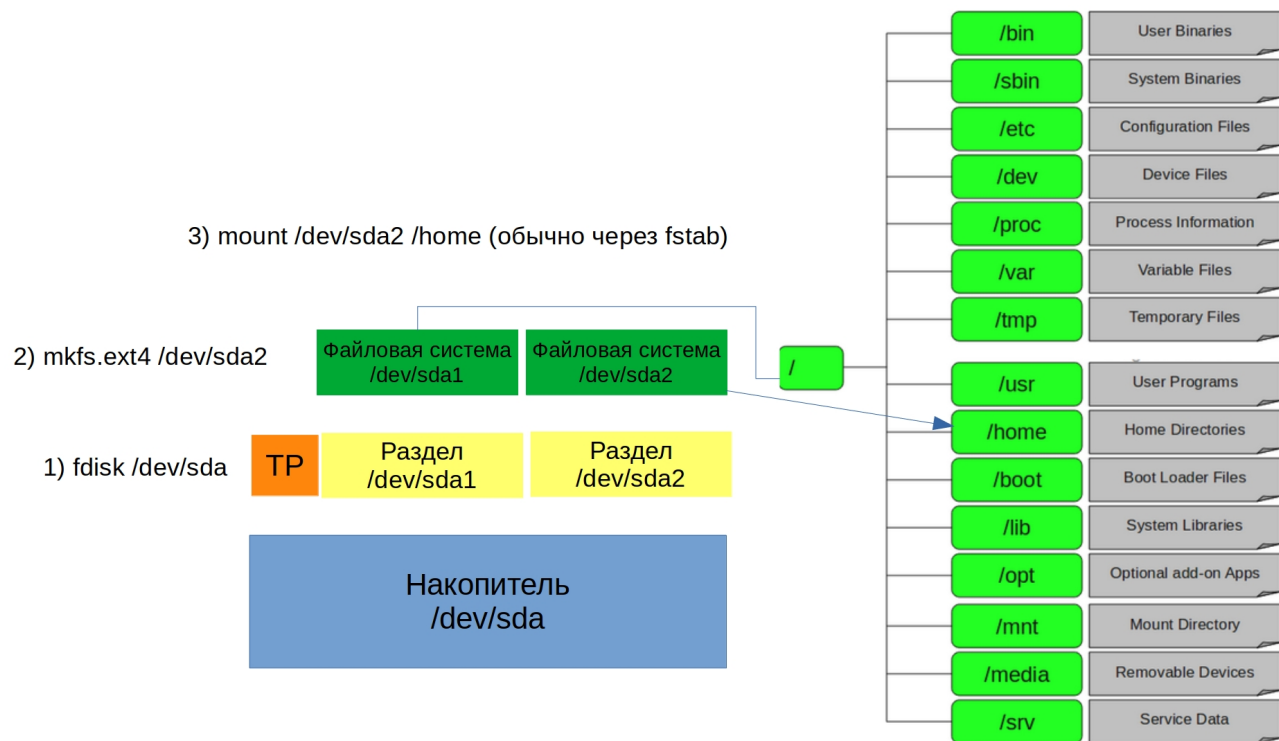 /bin
User Binaries
/sbin
System Binaries
/etc
Configuration Files
/dev
Device Files
/proc
Process Information
/var
Variable Files
/tmp
Temporary Files
/usr
User Programs
/home
Home Directories
/boot
Boot Loader Files
/lib
System Libraries
/opt
Optional add-on Apps
/mnt
Mount Directory
/media
Removable Devices
/srv
Service Data
/
3) mount /dev/sda2 /home (обычно через fstab)
2) mkfs.ext4 /dev/sda2
Файловая система
/dev/sda1
Файловая система
/dev/sda2
1) fdisk /dev/sda
ТР
Раздел
/dev/sda1
Раздел
/dev/sda2
Накопитель
/dev/sda